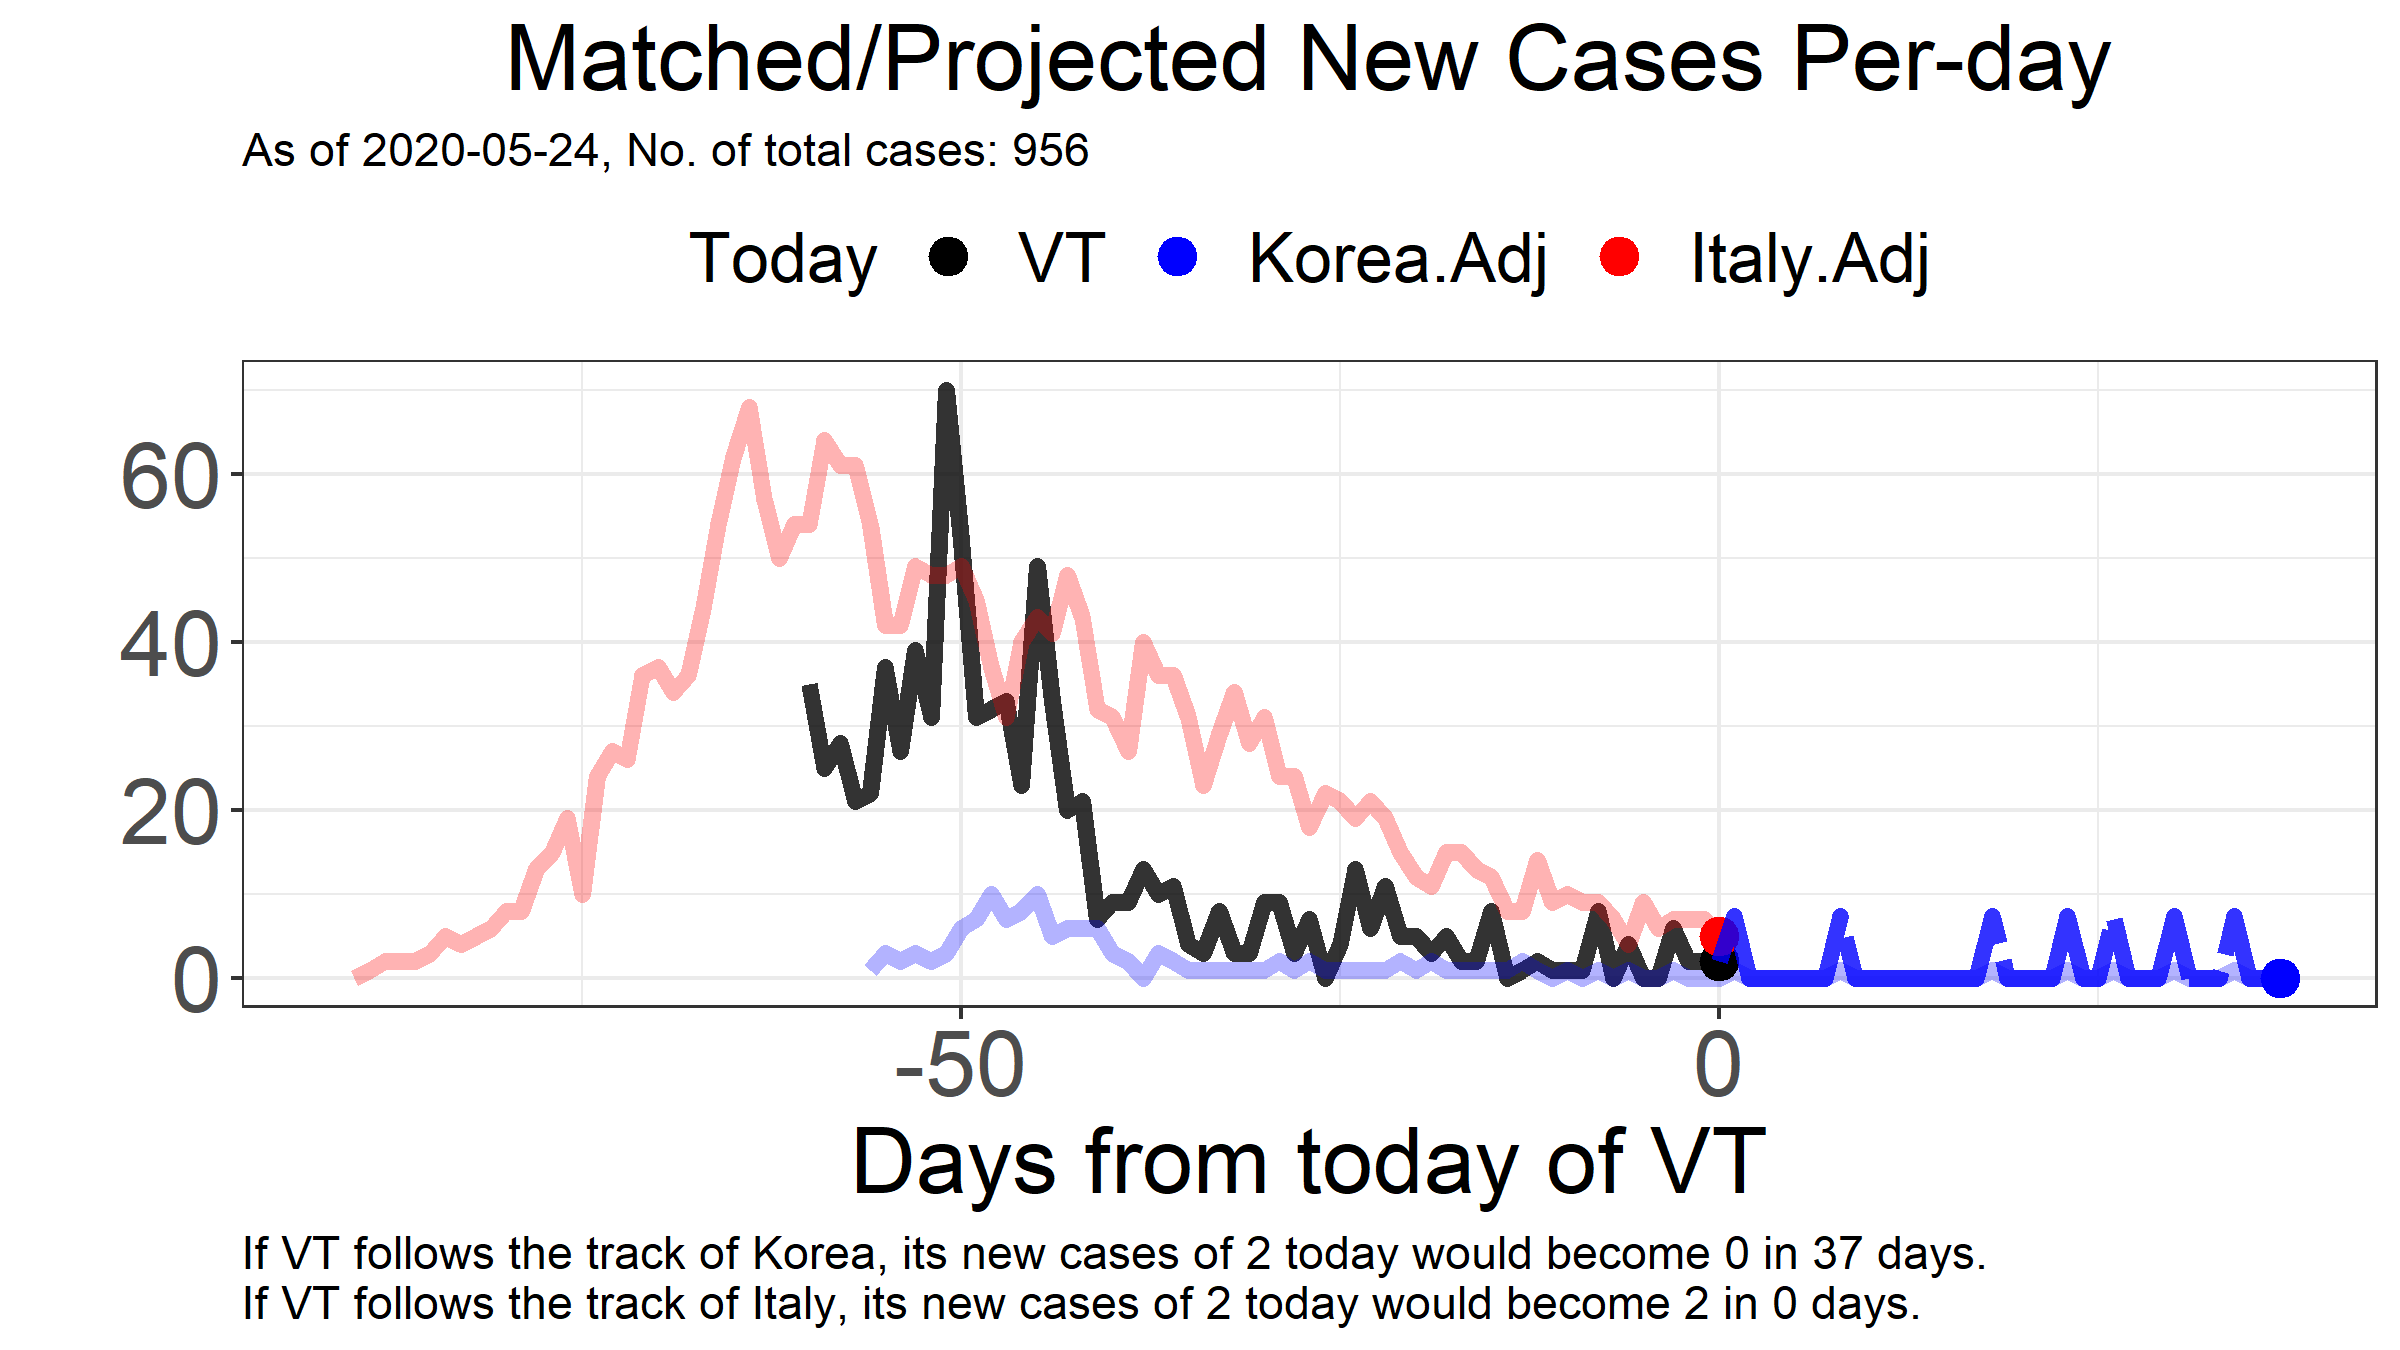 Matched/Projected New Cases Per-day
As of 2020-05-24, No. of total cases: 956
Today VT Korea.Adj Italy.Adj
60
40
20
0
-50 0
Days from today of VT
If VT follows the track of Korea, its new cases of 2 today would become 0 in 37 days.
If VT follows the track of Italy, its new cases of 2 today would become 2 in 0 days.